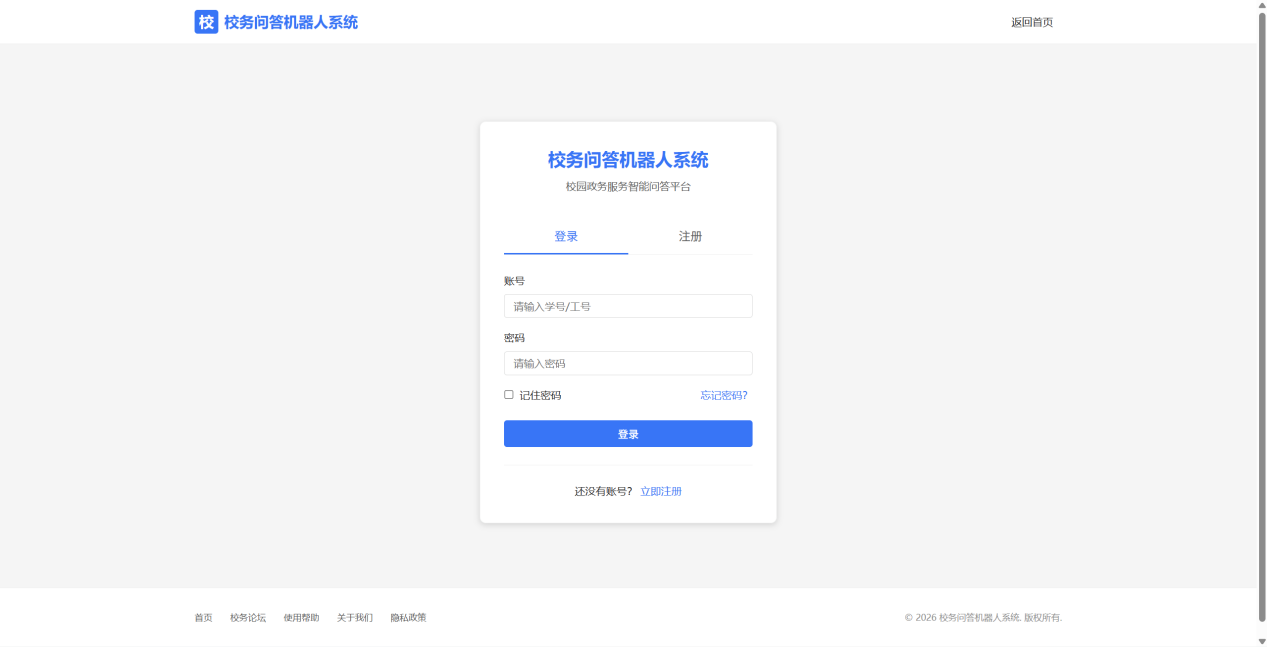 校 校务问答机器人系统 返回首页
校务问答机器人系统
校园政务服务智能问答平台
登录 注册
账号
请输入学号/工号
密码
请输入密码
记住密码 忘记密码?
登录
还没有账号? 立即注册
首页 校务论坛 使用帮助 关于我们 隐私政策 © 2026 校务问答机器人系统. 版权所有.